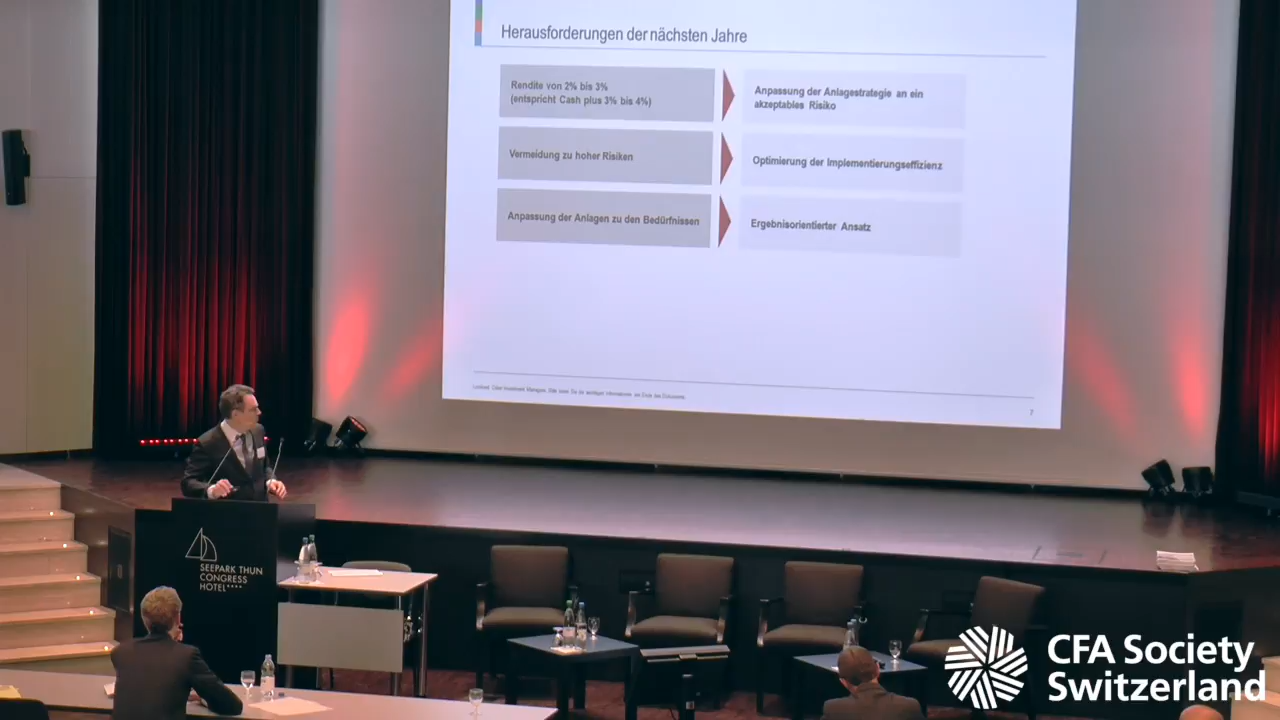 Herausforderungen der nächsten Jahre
Rendite von 2% bis 3%
(entspricht Cash plus 3% bis 4%)
Anpassung der Anlagestrategie an ein
akzeptables Risiko
Vermeidung zu hoher Risiken
Optimierung der Implementierungseffizienz
Anpassung der Anlagen zu den Bedürfnissen
Ergebnisorientierter Ansatz
7
SEEPARK THUN
CONGRESS
HOTEL****
CFA Society
Switzerland